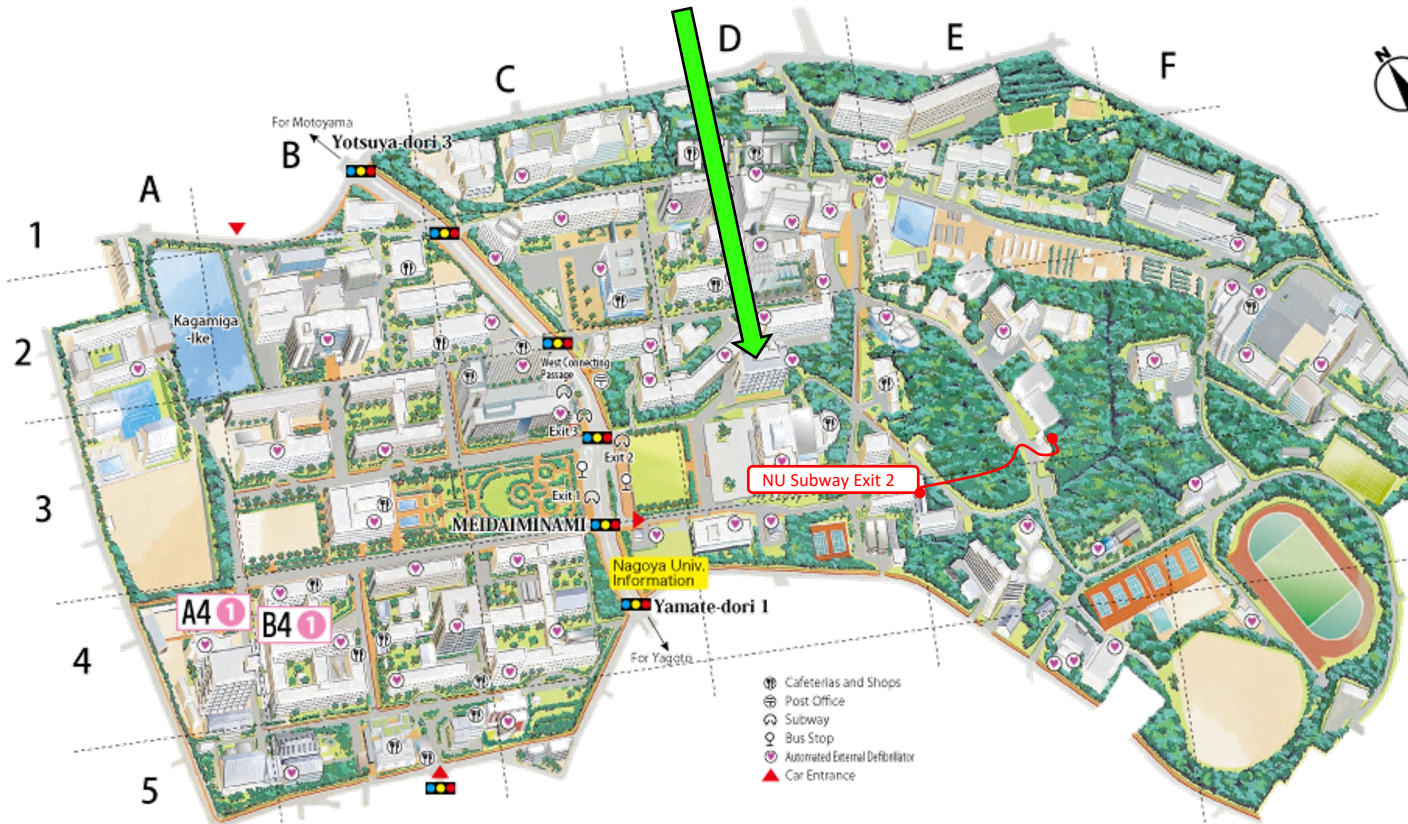 D
E
F
C
N
For Motoyama
Yotsuya-dori 3
B
A
1
Kagamiga
-Ike
2
West Connecting
Passage
Exit 3
Exit 2
NU Subway Exit 2
Exit 1
3
MEIDAIMINAMI
Nagoya Univ.
Information
A4 1
B4 1
Yamate-dori 1
4
For Yagoto
Cafeterias and Shops
Post Office
Subway
Bus Stop
Automated External Defibrillator
Car Entrance
5